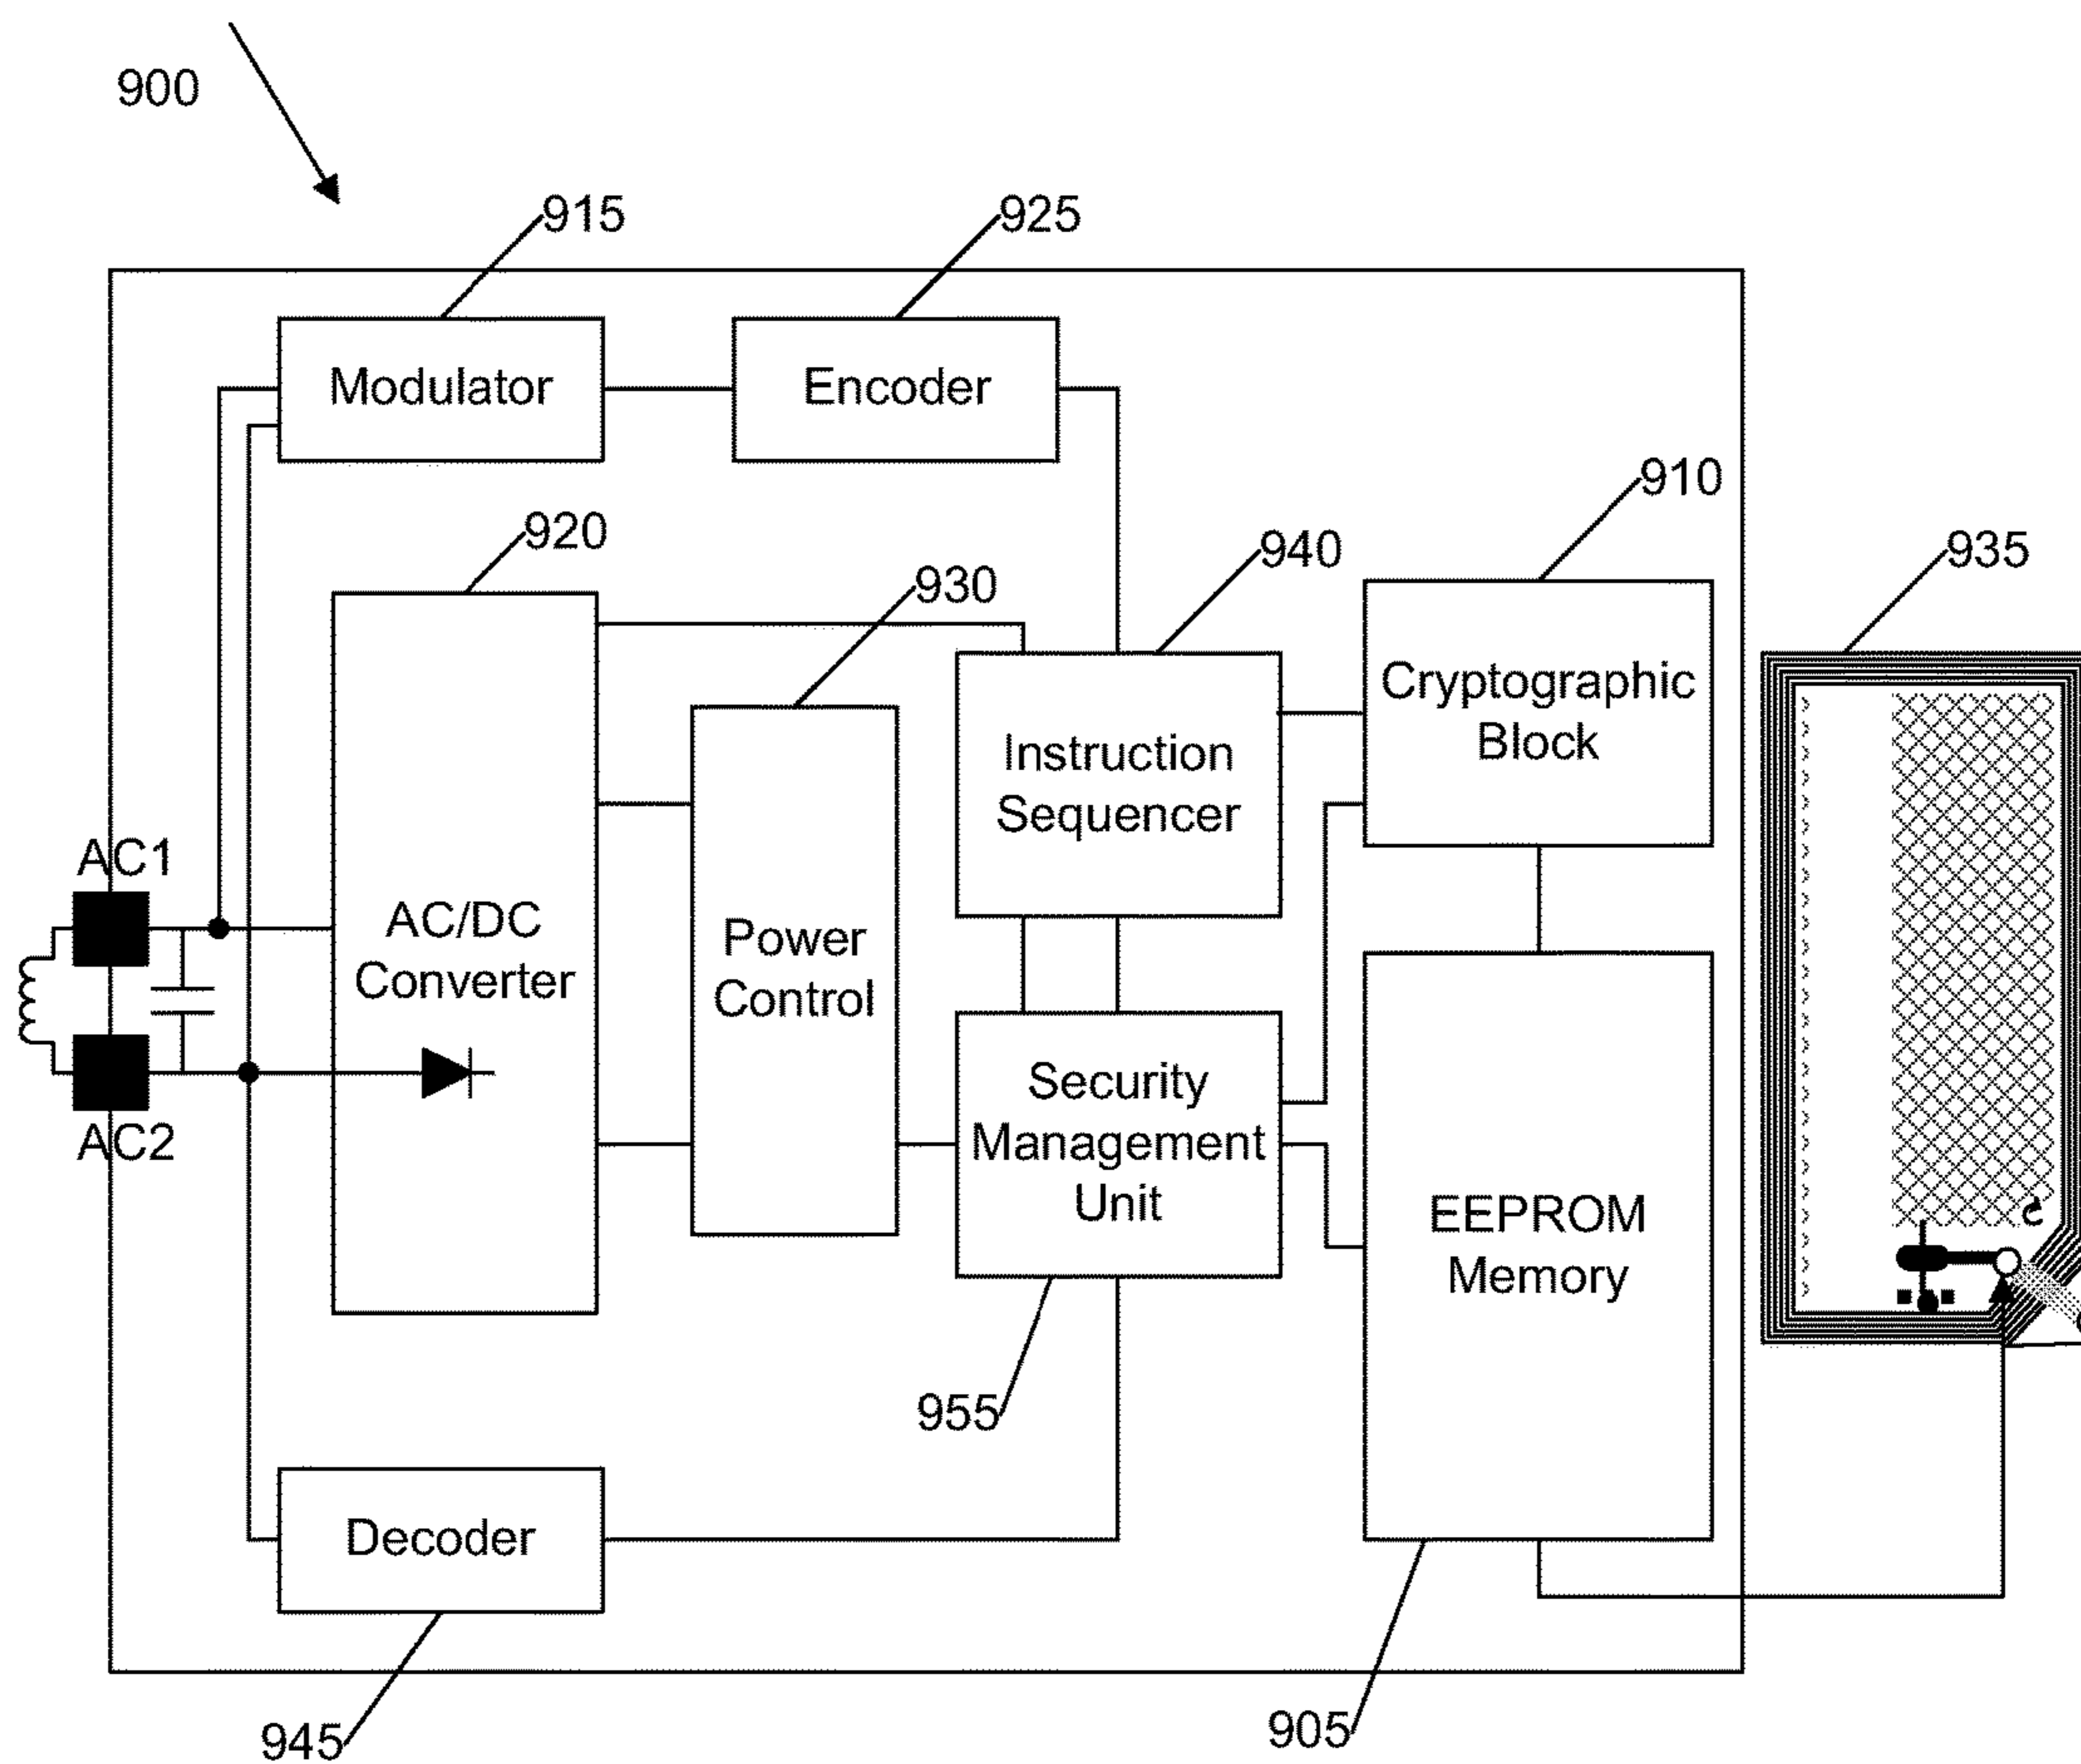 900
915
925
Modulator
Encoder
910
920
940
935
930
Cryptographic
Block
Instruction
Sequencer
AC1
AC/DC
Converter
Power
Control
AC2
Security
Management
Unit
EEPROM
Memory
955
Decoder
945
905